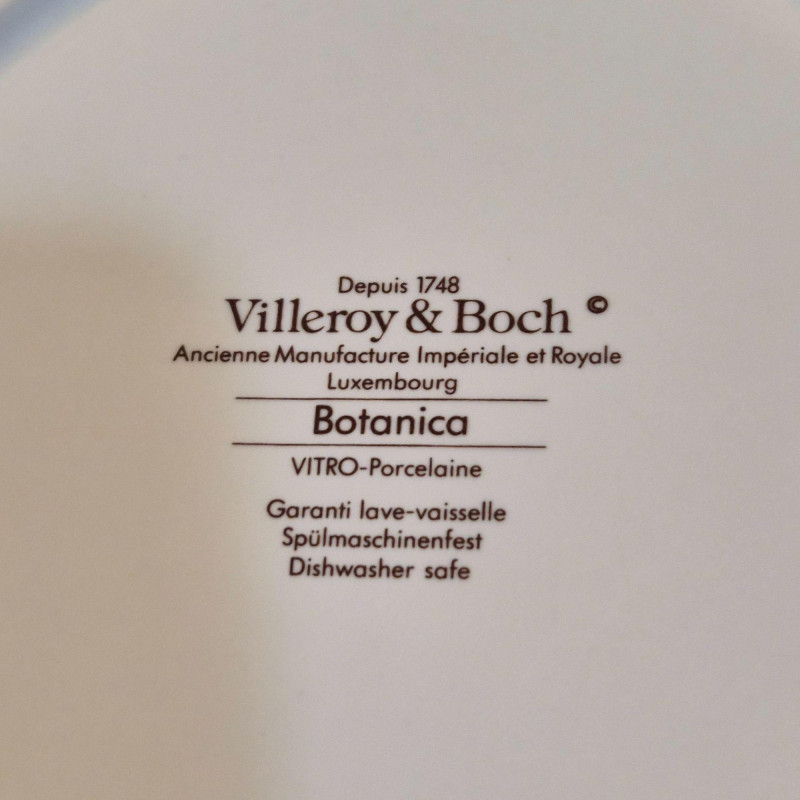 Depuis 1748
Villeroy & Boch ©
Ancienne Manufacture Impériale et Royale
Luxembourg
Botanica
VITRO-Porcelaine
Garanti lave-vaisselle
Spülmaschinenfest
Dishwasher safe